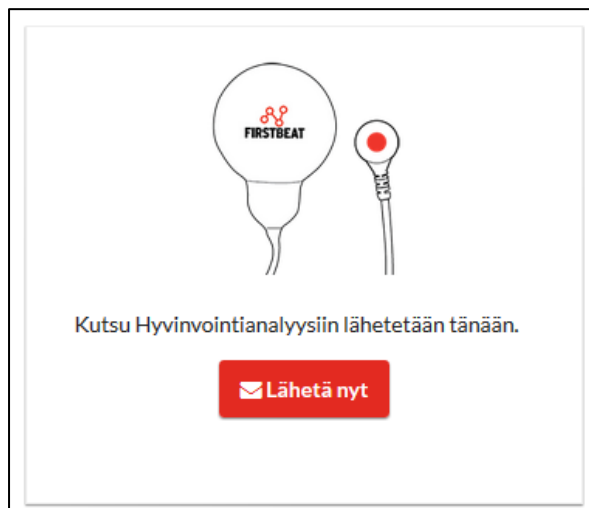 FIRSTBEAT
Kutsu Hyvinvointianalyysiin lähetetään tänään.
Lähetä nyt